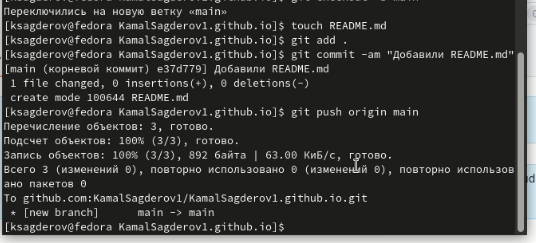 Переключились на новую ветку «main»
[ksagderov@fedora KamalSagderov1.github.io]$ touch README.md
[ksagderov@fedora KamalSagderov1.github.io]$ git add .
[ksagderov@fedora KamalSagderov1.github.io]$ git commit -am "Добавили README.md"
[main (корневой коммит) e37d779] Добавили README.md
1 file changed, 0 insertions(+), 0 deletions(-)
create mode 100644 README.md
[ksagderov@fedora KamalSagderov1.github.io]$ git push origin main
Перечисление объектов: 3, готово.
Подсчет объектов: 100% (3/3), готово.
Запись объектов: 100% (3/3), 892 байта | 63.00 КиБ/с, готово.
Всего 3 (изменений 0), повторно использовано 0 (изменений 0), повторно использов
ано пакетов 0
To github.com:KamalSagderov1/KamalSagderov1.github.io.git
* [new branch] main -> main
[ksagderov@fedora KamalSagderov1.github.io]$